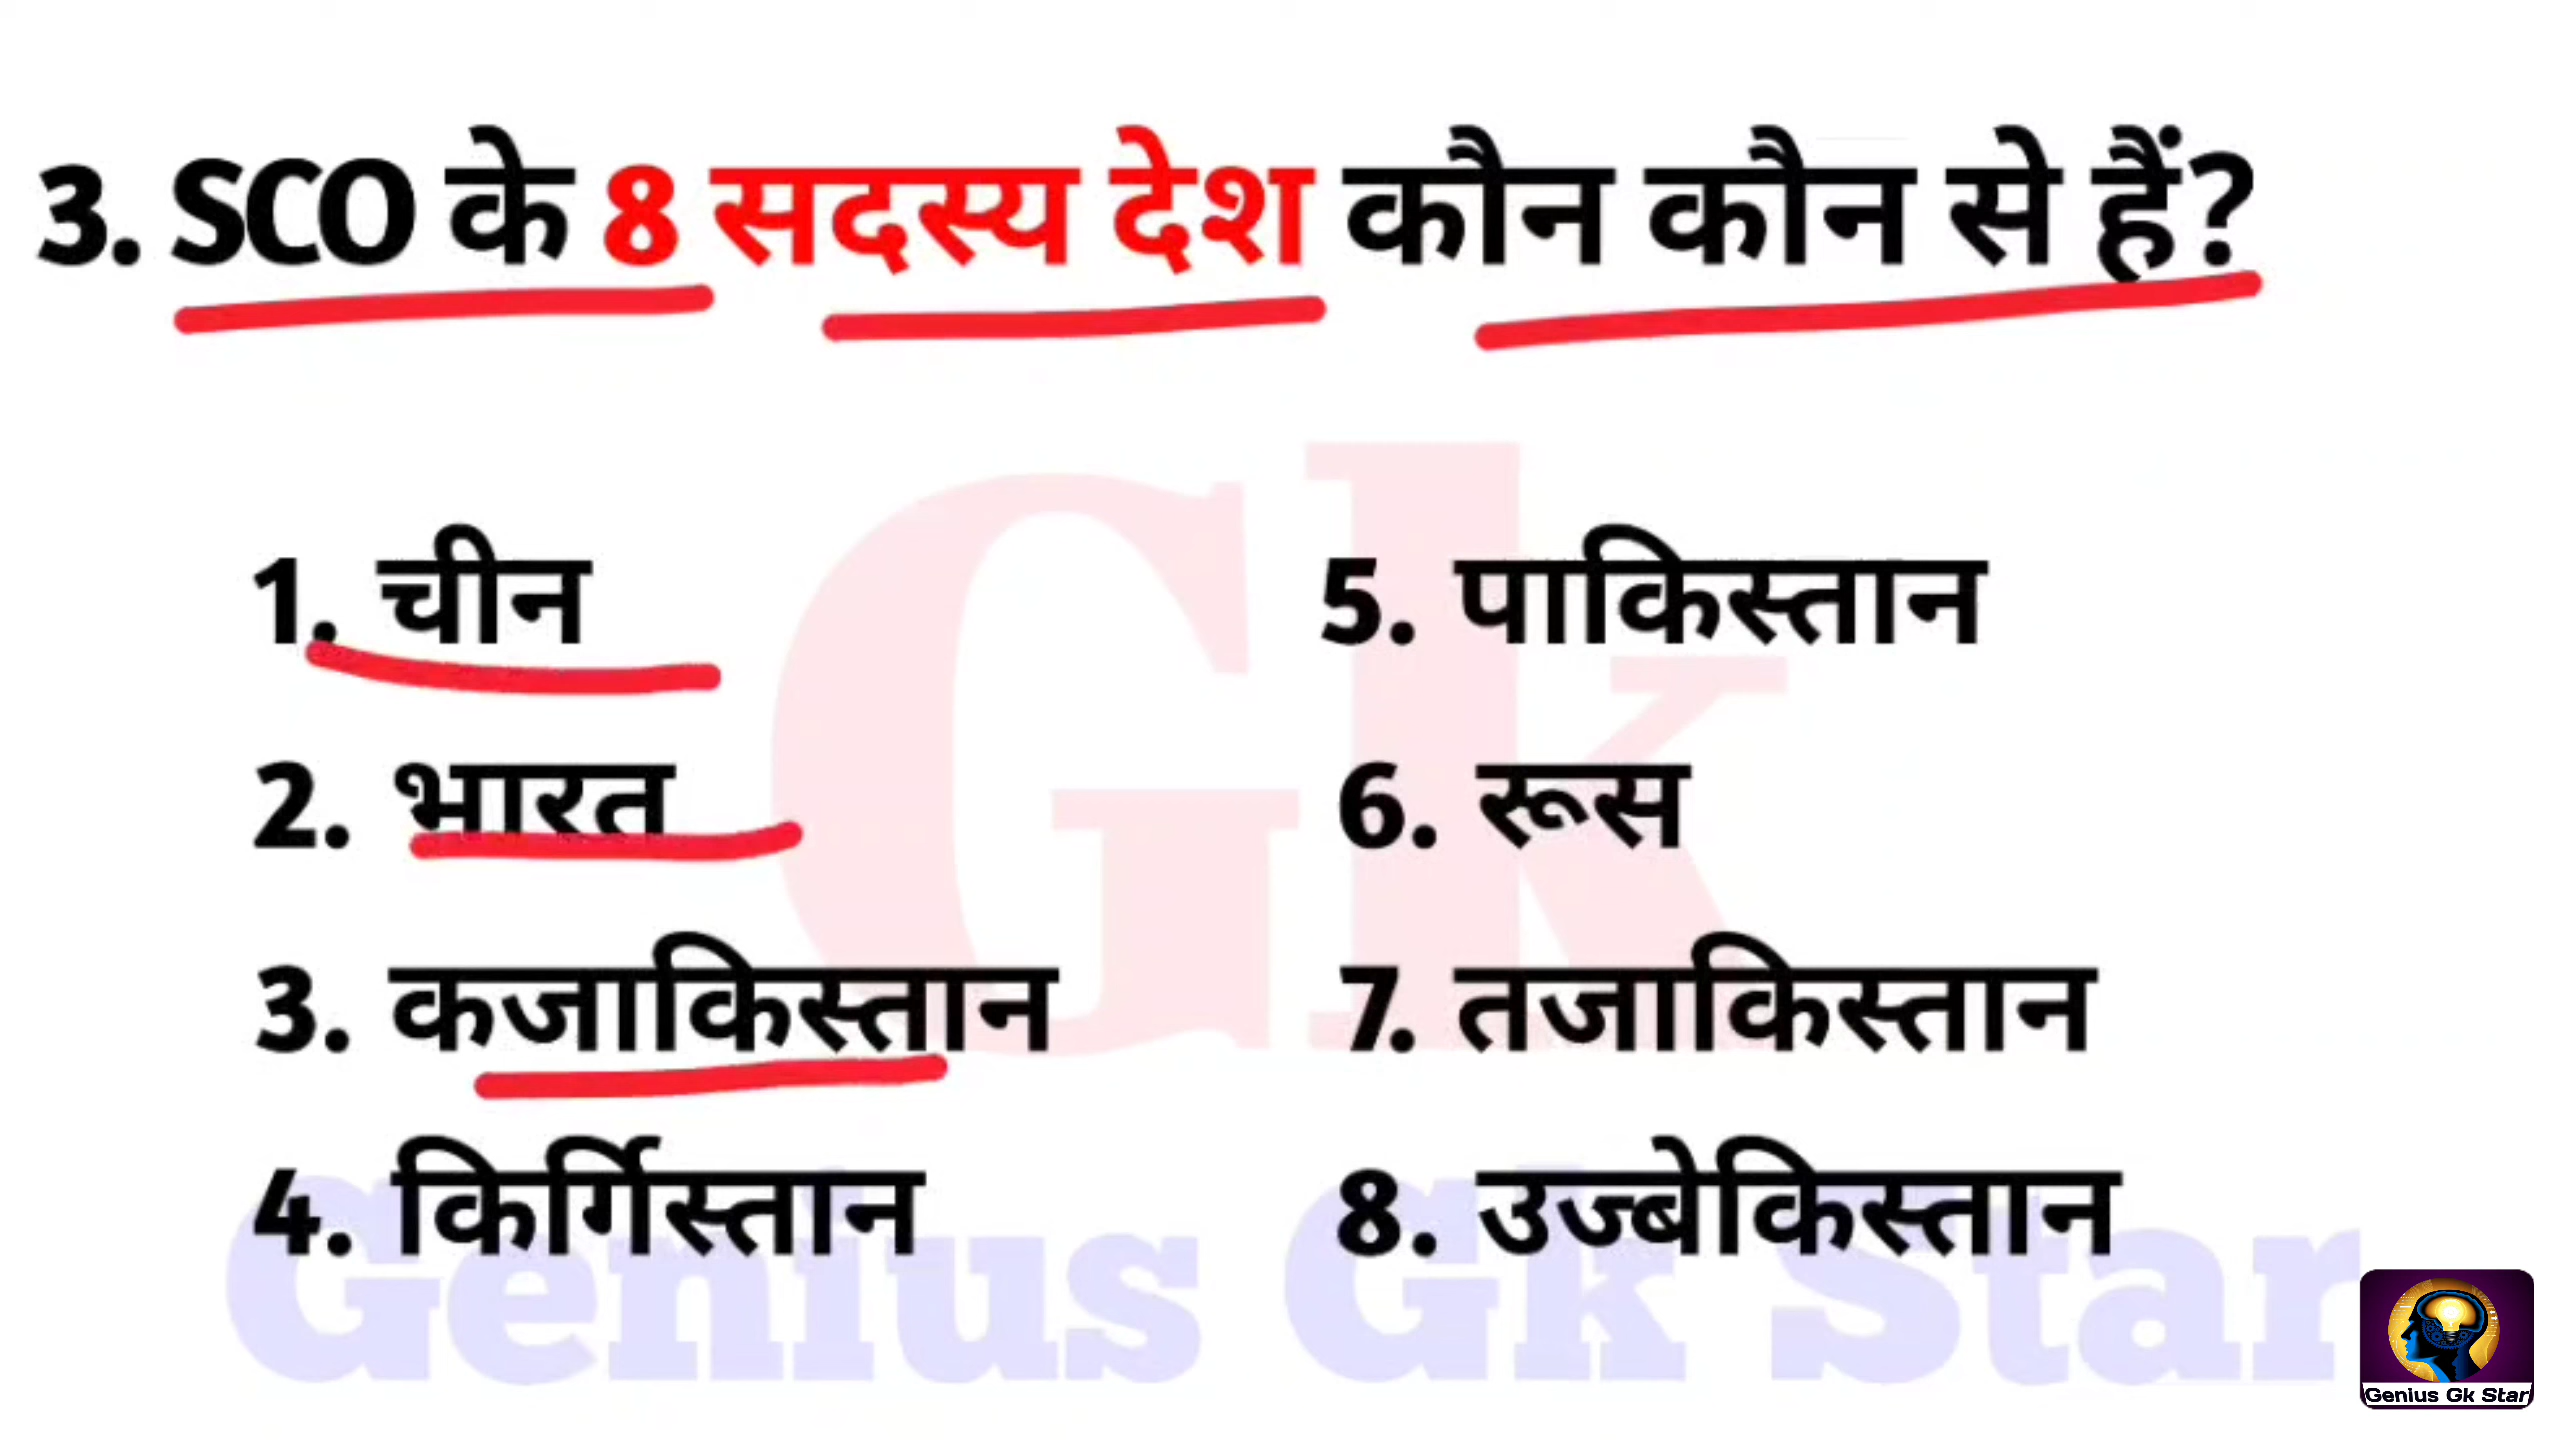 3. SCO के 8 सदस्य देश कौन कौन से हैं?
1. चीन
2. भारत
3. कजाकिस्तान
4. किर्गिस्तान
5. पाकिस्तान
6. रूस
7. तजाकिस्तान
8. उज्बेकिस्तान
Gk
Genius Gk Star
Genius Gk Star